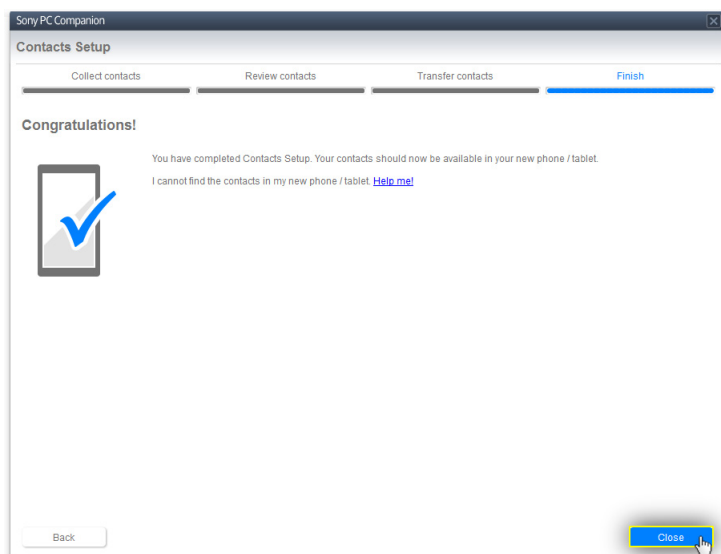 Sony PC Companion
Contacts Setup
Collect contacts
Review contacts
Transfer contacts
Finish
Congratulations!
You have completed Contacts Setup. Your contacts should now be available in your new phone / tablet.
I cannot find the contacts in my new phone / tablet. Help me!
Back
Close